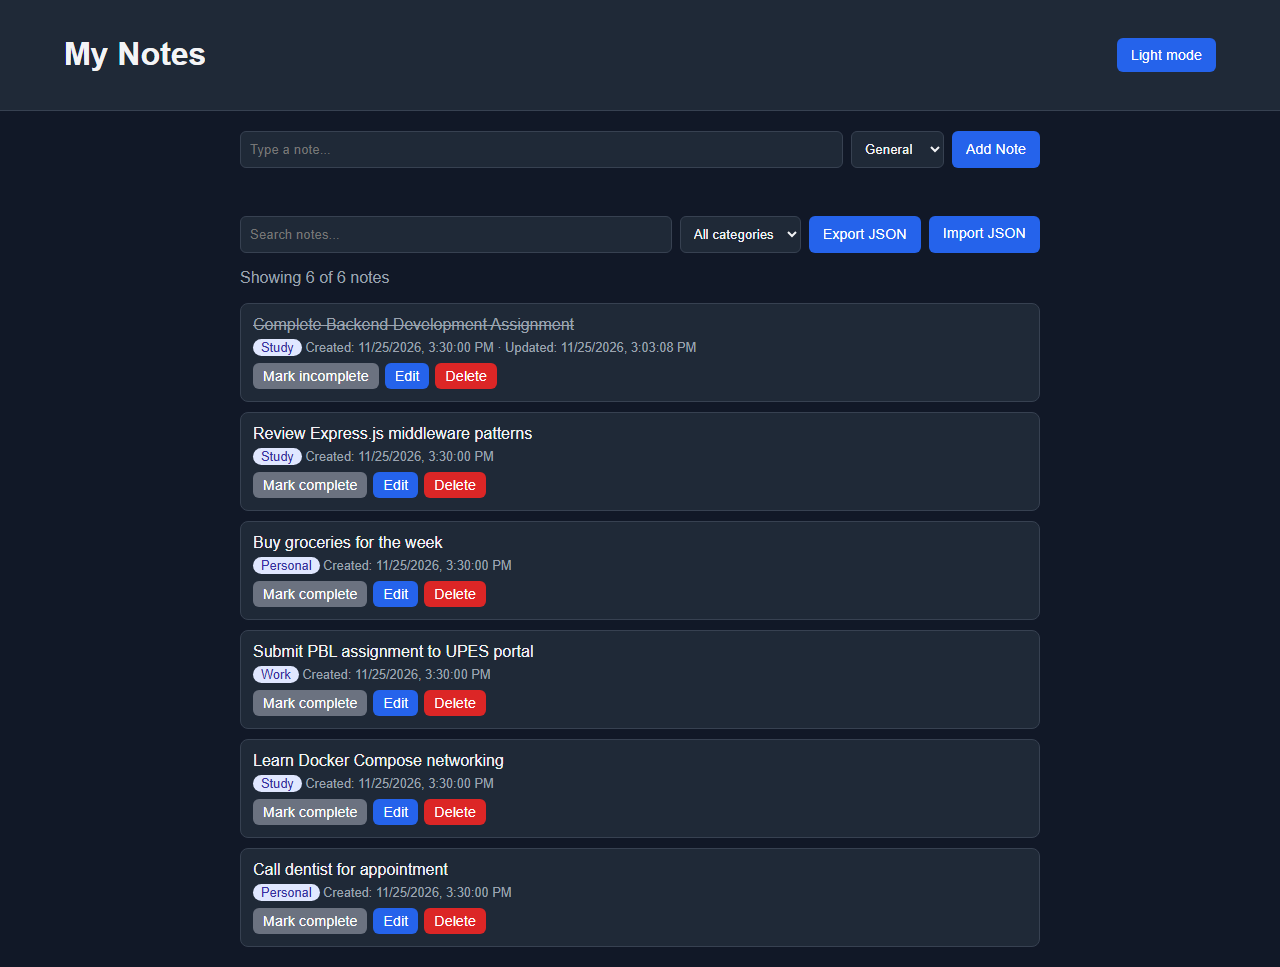 My Notes
Light mode
Type a note...
General
Add Note
Search notes...
All categories
Export JSON
Import JSON
Showing 6 of 6 notes
Complete Backend Development Assignment
Study Created: 11/25/2026, 3:30:00 PM · Updated: 11/25/2026, 3:03:08 PM
Mark incomplete Edit Delete
Review Express.js middleware patterns
Study Created: 11/25/2026, 3:30:00 PM
Mark complete Edit Delete
Buy groceries for the week
Personal Created: 11/25/2026, 3:30:00 PM
Mark complete Edit Delete
Submit PBL assignment to UPES portal
Work Created: 11/25/2026, 3:30:00 PM
Mark complete Edit Delete
Learn Docker Compose networking
Study Created: 11/25/2026, 3:30:00 PM
Mark complete Edit Delete
Call dentist for appointment
Personal Created: 11/25/2026, 3:30:00 PM
Mark complete Edit Delete